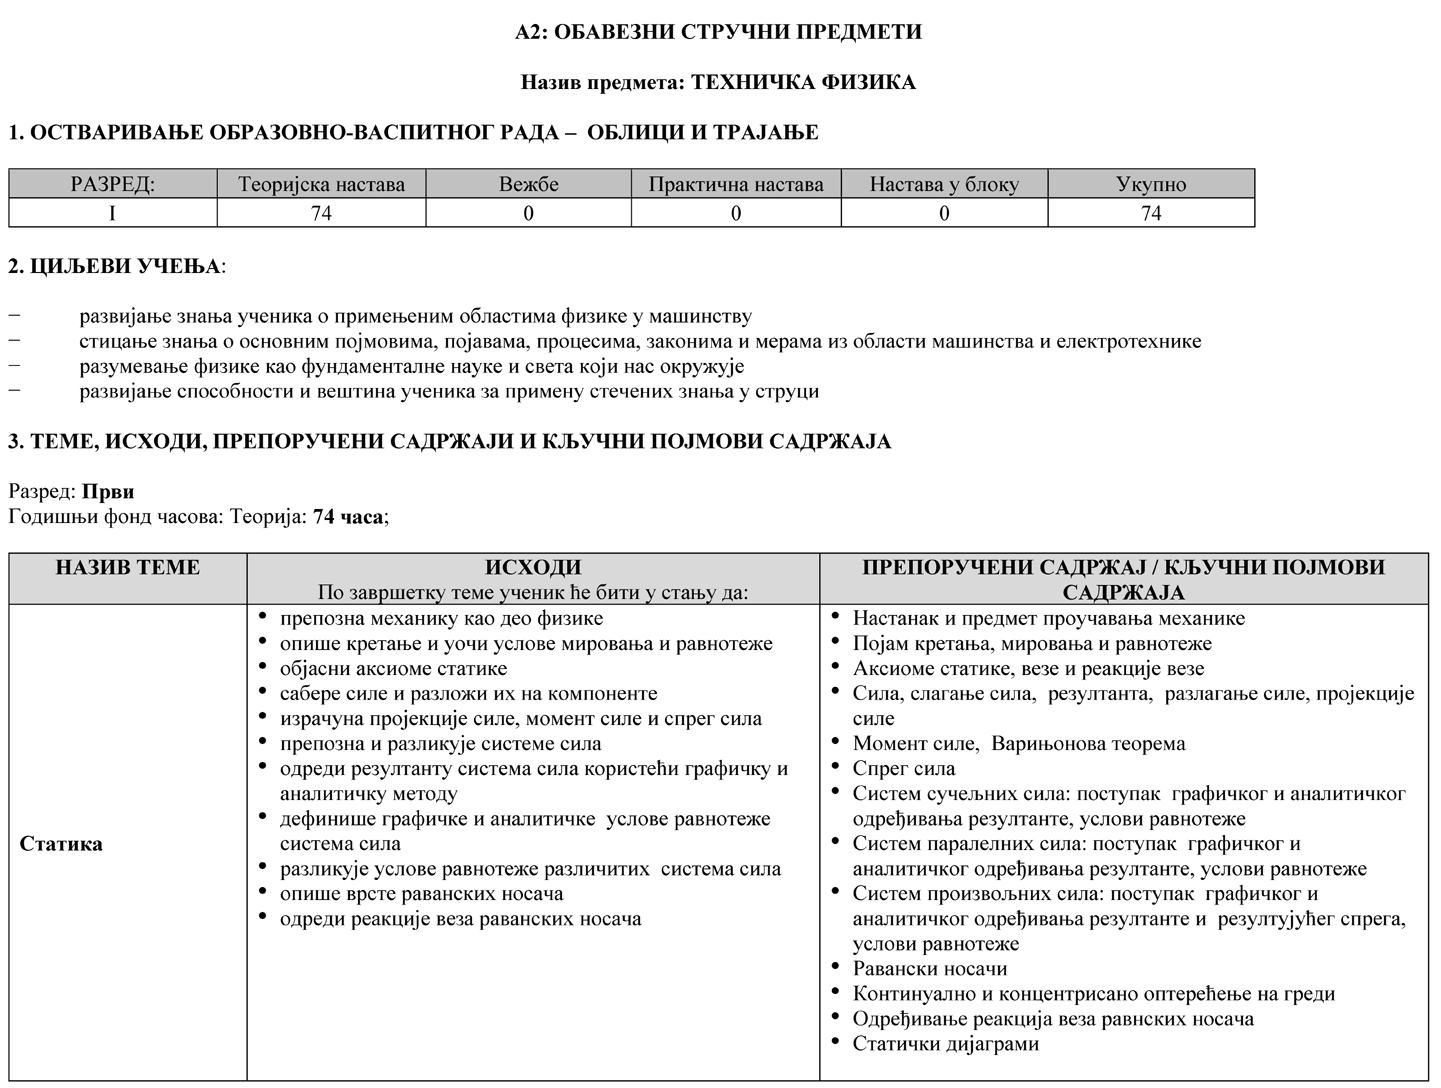 А2: ОБАВЕЗНИ СТРУЧНИ ПРЕДМЕТИ
Назив предмета: ТЕХНИЧКА ФИЗИКА
1. ОСТВАРИВАЊЕ ОБРАЗОВНО-ВАСПИТНОГ РАДА – ОБЛИЦИ И ТРАЈАЊЕ
РАЗРЕД: Теоријска настава Вежбе Практична настава Настава у блоку Укупно
I 74 0 0 0 74
2. ЦИЉЕВИ УЧЕЊА:
− развијање знања ученика о примењеним областима физике у машинству
− стицање знања о основним појмовима, појавама, процесима, законима и мерама из области машинства и електротехнике
− разумевање физике као фундаменталне науке и света који нас окружује
− развијање способности и вештина ученика за примену стечених знања у струци
3. ТЕМЕ, ИСХОДИ, ПРЕПОРУЧЕНИ САДРЖАЈИ И КЉУЧНИ ПОЈМОВИ САДРЖАЈА
Разред: Први
Годишњи фонд часова: Теорија: 74 часа;
НАЗИВ ТЕМЕ
ИСХОДИ
По завршетку теме ученик ће бити у стању да:
ПРЕПОРУЧЕНИ САДРЖАЈ / КЉУЧНИ ПОЈМОВИ
САДРЖАЈА
Статика
• препозна механику као део физике
• опише кретање и уочи услове мировања и равнотеже
• објасни аксиоме статике
• сабере силе и разложи их на компоненте
• израчуна пројекције силе, момент силе и спрег сила
• препозна и разликује системе сила
• одреди резултанту система сила користећи графичку и
аналитичку методу
• дефинише графичке и аналитичке услове равнотеже
система сила
• разликује услове равнотеже различитих система сила
• опише врсте раванских носача
• одреди реакције веза раванских носача
• Настанак и предмет проучавања механике
• Појам кретања, мировања и равнотеже
• Аксиоме статике, везе и реакције везе
• Сила, слагање сила, резултанта, разлагање силе, пројекције
силе
• Момент силе, Варињонова теорема
• Спрег сила
• Систем сучељних сила: поступак графичког и аналитичког
одређивања резултанте, услови равнотеже
• Систем паралелних сила: поступак графичког и
аналитичког одређивања резултанте, услови равнотеже
• Систем произвољних сила: поступак графичког и
аналитичког одређивања резултанте и резултујућег спрега,
услови равнотеже
• Равански носачи
• Континуално и концентрисано оптерећење на греди
• Одређивање реакција веза равнских носача
• Статички дијаграми